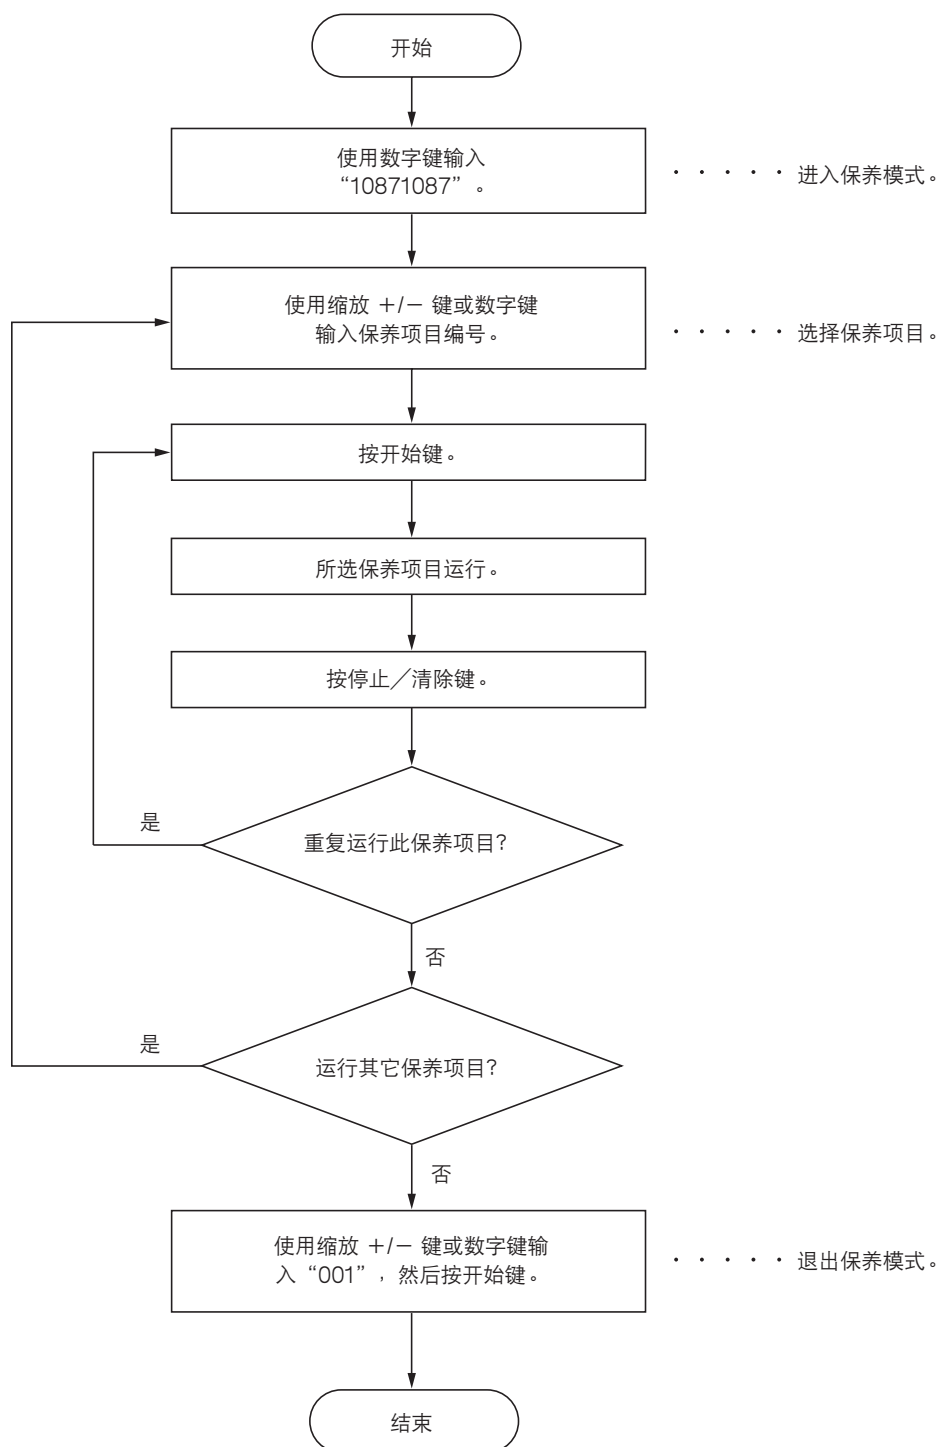 开始
使用数字键输入
“10871087”。
· · · · · 进入保养模式。
使用缩放 +/− 键或数字键
输入保养项目编号。
· · · · · 选择保养项目。
按开始键。
所选保养项目运行。
按停止／清除键。
是
重复运行此保养项目？
否
是
运行其它保养项目？
否
使用缩放 +/− 键或数字键输
入“001”，然后按开始键。
· · · · · 退出保养模式。
结束